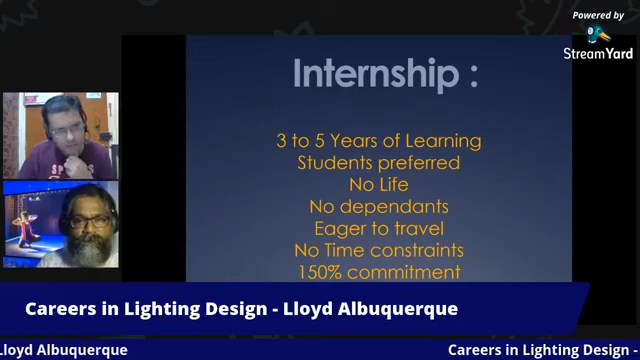 Powered by
StreamYard
Internship :
3 to 5 Years of Learning
Students preferred
No Life
No dependants
Eager to travel
No Time constraints
150% commitment
Careers in Lighting Design - Lloyd Albuquerque
Lloyd Albuquerque
Careers in Lighting Design -